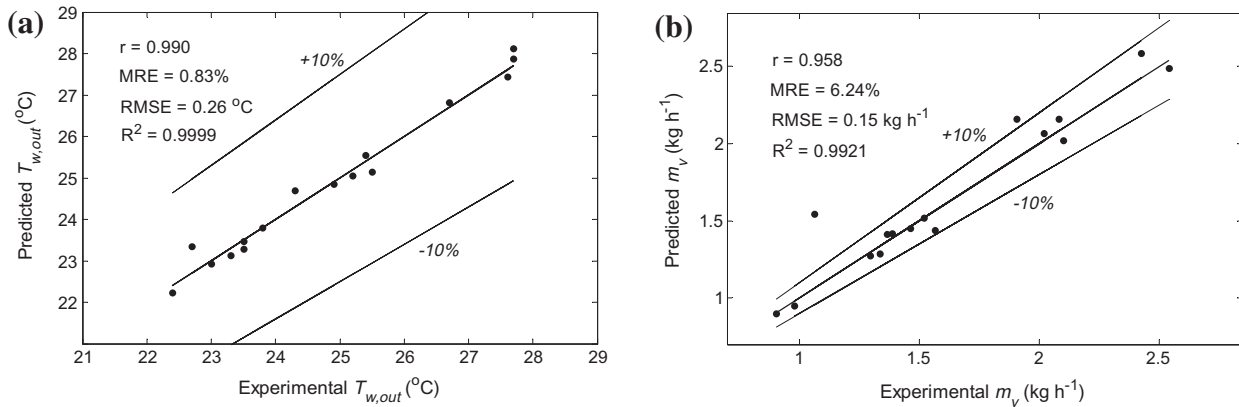 (a)
29
28
27
26
25
24
23
22
Predicted T_w,out (°C)
r = 0.990
MRE = 0.83%
RMSE = 0.26 °C
R² = 0.9999
+10%
-10%
21 22 23 24 25 26 27 28 29
Experimental T_w,out (°C)
(b)
2.5
2
1.5
1
Predicted m_v (kg h⁻¹)
r = 0.958
MRE = 6.24%
RMSE = 0.15 kg h⁻¹
R² = 0.9921
+10%
-10%
1 1.5 2 2.5
Experimental m_v (kg h⁻¹)